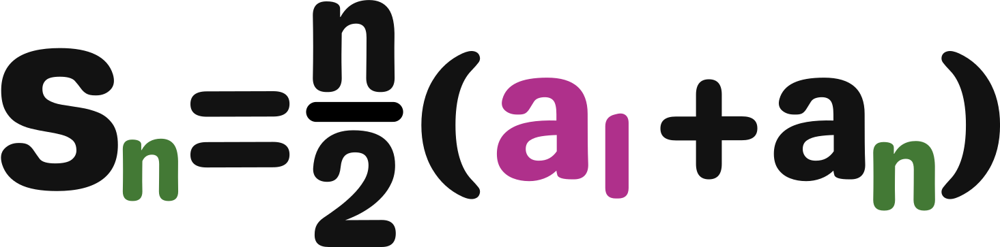 Sₙ = n/2 (a₁ + aₙ)